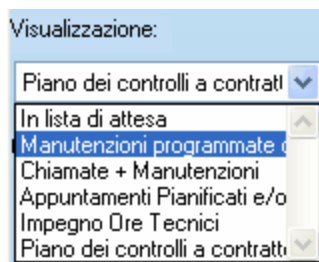 Visualizzazione:
Piano dei controlli a contratt
In lista di attesa
Manutenzioni programmate
Chiamate + Manutenzioni
Appuntamenti Pianificati e/o
Impegno Ore Tecnici
Piano dei controlli a contratt